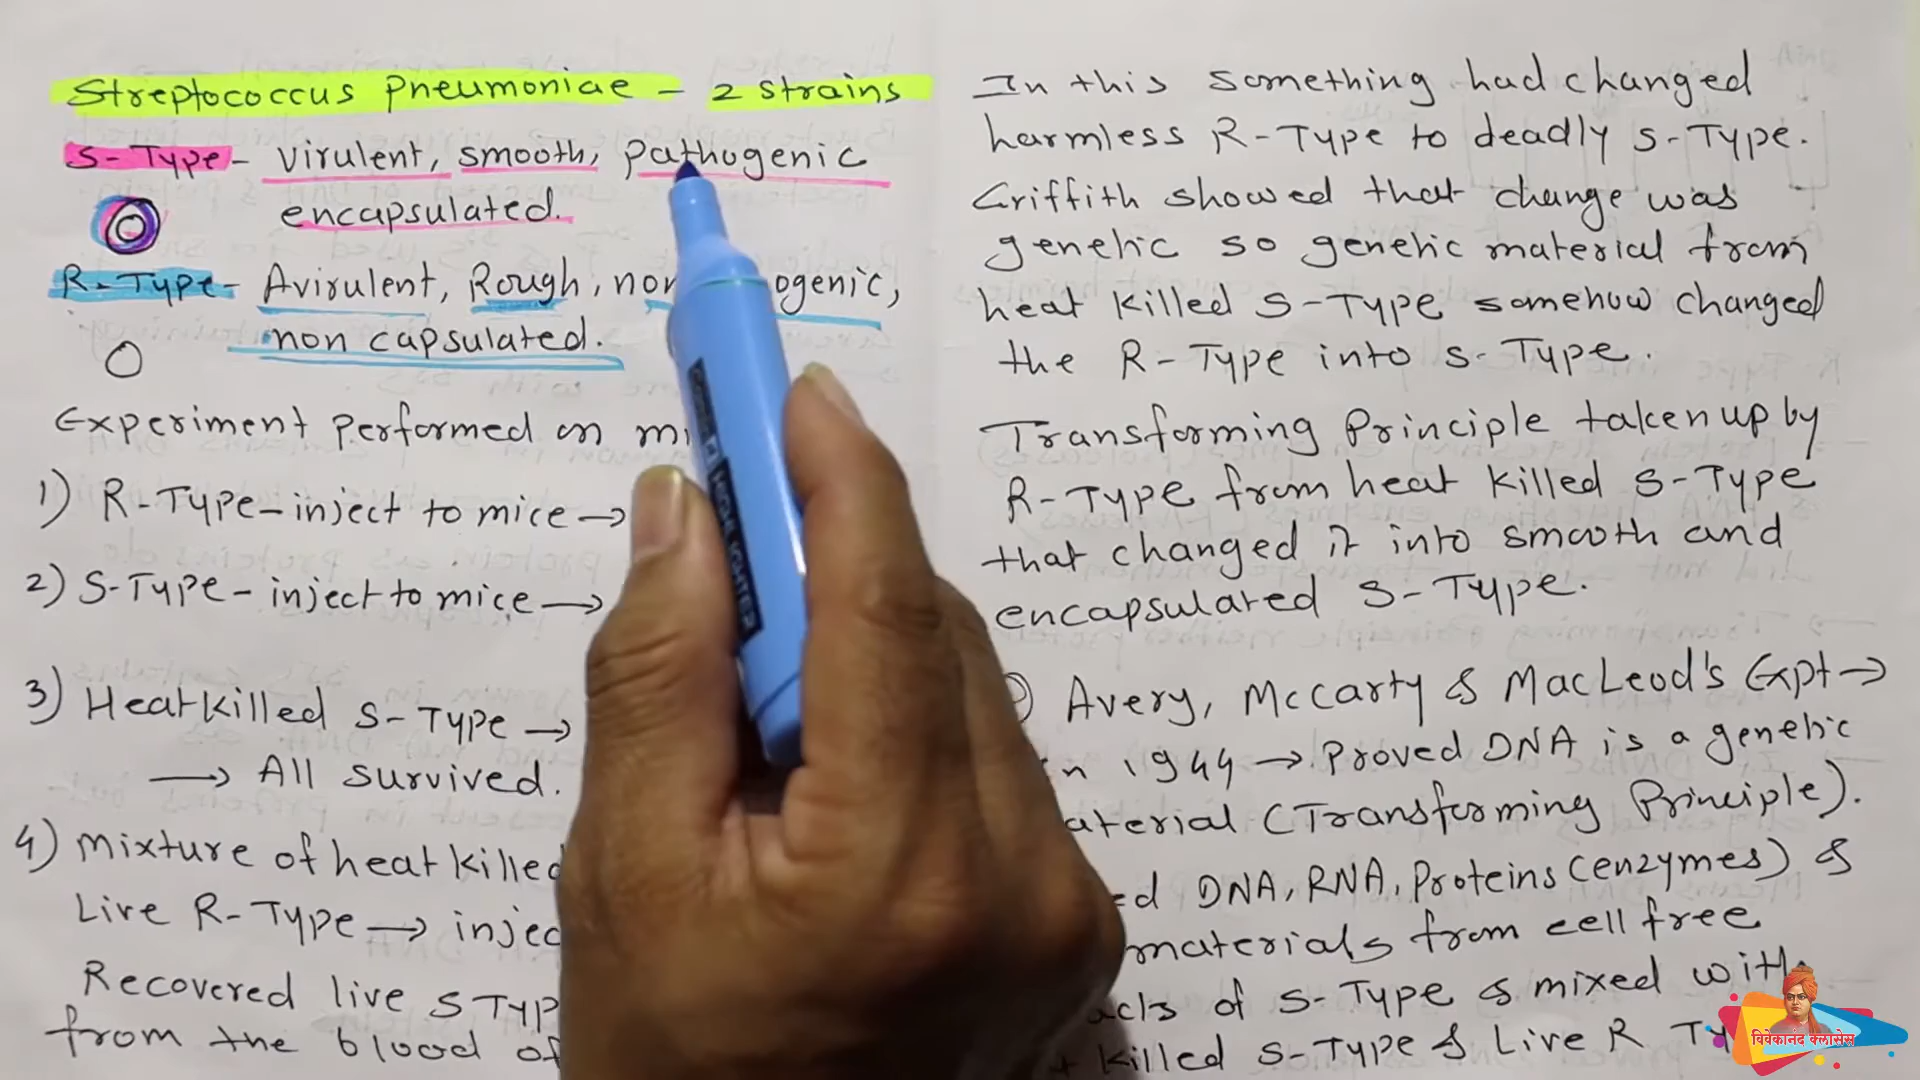 Streptococcus Pneumoniae - 2 strains
S-Type - virulent, smooth, pathogenic
encapsulated.
R-Type - Avirulent, Rough, non ogenic,
non capsulated.
Experiment performed on mi
1) R-Type - inject to mice →
2) S-Type - inject to mice →
3) Heat killed S-Type →
→ All survived.
4) Mixture of heat killed
Live R-Type → injec
Recovered live S TYP
from the blood of
In this something had changed
harmless R-Type to deadly S-Type.
Griffith showed that change was
genetic so genetic material from
heat killed S-Type somehow changed
the R-Type into S-Type.
Transforming Principle taken up by
R-Type from heat killed S-Type
that changed it into smooth and
encapsulated S-Type.
Avery, McCarty & MacLeod's Expt →
n 1944 → Proved DNA is a genetic
aterial (Transforming Principle).
ed DNA, RNA, Proteins (enzymes) &
materials from cell free
acts of S-Type & mixed with
killed S-Type & Live R Ty
विवेकानंद क्लासेस